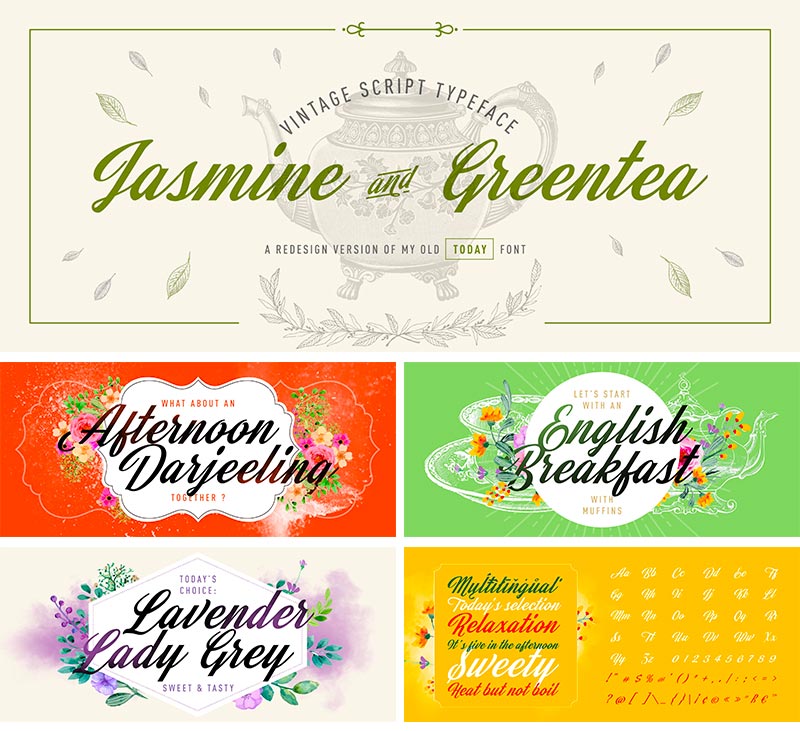 VINTAGE SCRIPT TYPEFACE
Jasmine and Greentea
A REDESIGN VERSION OF MY OLD TODAY FONT
WHAT ABOUT AN
Afternoon
Darjeeling
TOGETHER ?
LET'S START
WITH AN
English
Breakfast
WITH
MUFFINS
TODAY'S
CHOICE:
Lavender
Lady Grey
SWEET & TASTY
Multilingual
Today's selection
Relaxation
It's five in the afternoon
Sweety
Heat but not boil
Aa Bb Cc Dd Ee Ff
Gg Hh Ii Jj Kk Ll
Mm Nn Oo Pp Qq Rr
Ss Tt Uu Vv Ww Xx
Yy Zz 0 1 2 3 4 5 6 7 8 9